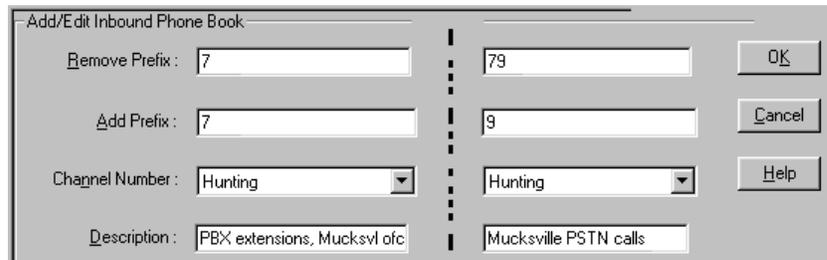 Add/Edit Inbound Phone Book
Remove Prefix : 7 79 OK
Add Prefix : 7 9 Cancel
Channel Number : Hunting Hunting Help
Description : PBX extensions, Mucksvl ofc Mucksville PSTN calls